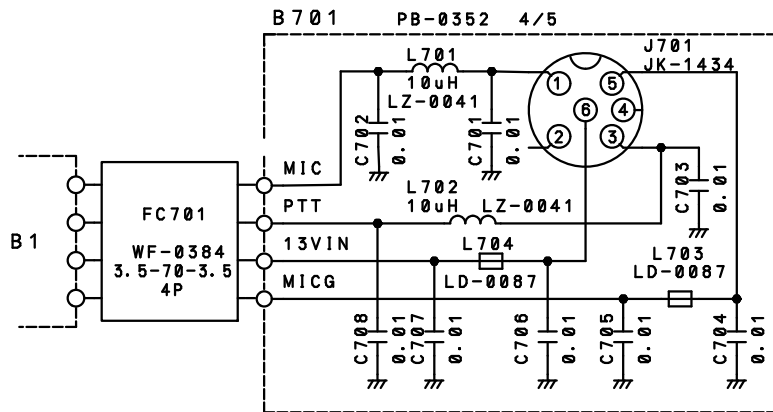 B701 PB-0352 4/5
J701
JK-1434
L701
10uH
LZ-0041
1
5
6
4
2
3
C702
0.01
C701
0.01
C703
0.01
MIC
PTT
13VIN
MICG
L702
10uH LZ-0041
L704
LD-0087
L703
LD-0087
B1
FC701
WF-0384
3.5-70-3.5
4P
C708
0.01
C707
0.01
C706
0.01
C705
0.01
C704
0.01